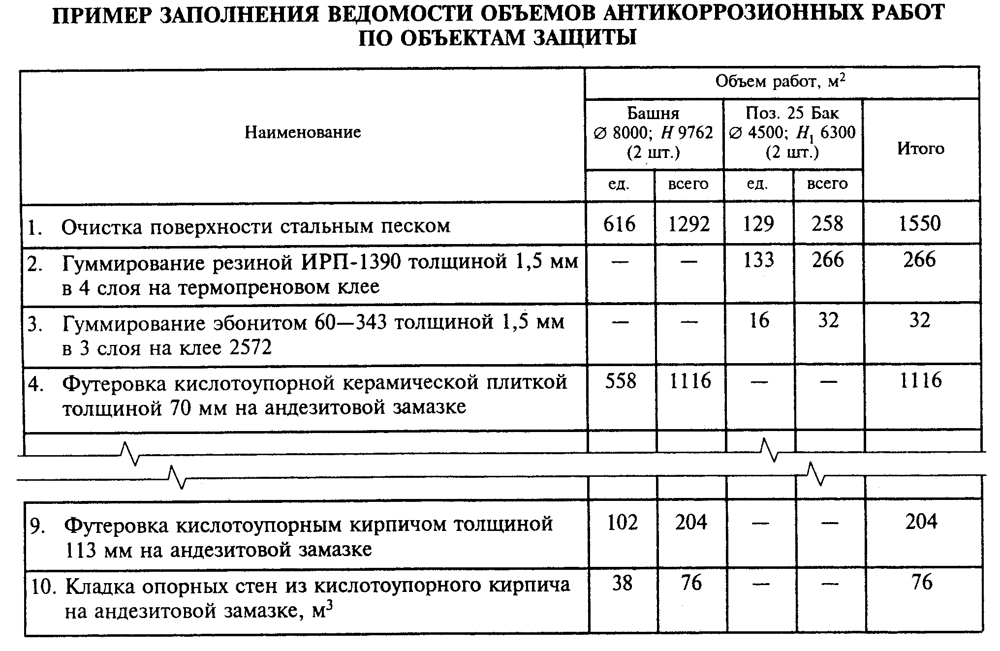 ПРИМЕР ЗАПОЛНЕНИЯ ВЕДОМОСТИ ОБЪЕМОВ АНТИКОРРОЗИОННЫХ РАБОТ
ПО ОБЪЕКТАМ ЗАЩИТЫ
Наименование
Объем работ, м²
Башня
∅ 8000; H 9762
(2 шт.)
Поз. 25 Бак
∅ 4500; H₁ 6300
(2 шт.)
Итого
ед. всего ед. всего
1. Очистка поверхности стальным песком 616 1292 129 258 1550
2. Гуммирование резиной ИРП-1390 толщиной 1,5 мм — — 133 266 266
в 4 слоя на термопреновом клее
3. Гуммирование эбонитом 60—343 толщиной 1,5 мм — — 16 32 32
в 3 слоя на клее 2572
4. Футеровка кислотоупорной керамической плиткой 558 1116 — — 1116
толщиной 70 мм на андезитовой замазке
9. Футеровка кислотоупорным кирпичом толщиной 102 204 — — 204
113 мм на андезитовой замазке
10. Кладка опорных стен из кислотоупорного кирпича 38 76 — — 76
на андезитовой замазке, м³